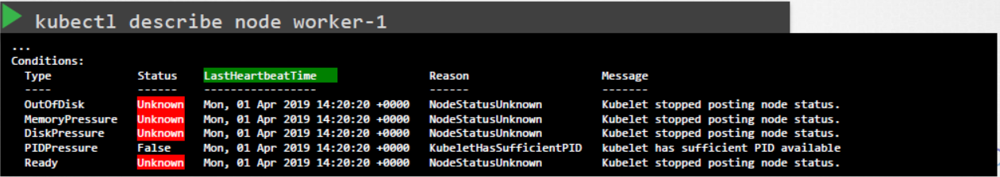 kubectl describe node worker-1
...
Conditions:
Type Status LastHeartbeatTime Reason Message
---- ------ ----------------- ------ -------
OutOfDisk Unknown Mon, 01 Apr 2019 14:20:20 +0000 NodeStatusUnknown Kubelet stopped posting node status.
MemoryPressure Unknown Mon, 01 Apr 2019 14:20:20 +0000 NodeStatusUnknown Kubelet stopped posting node status.
DiskPressure Unknown Mon, 01 Apr 2019 14:20:20 +0000 NodeStatusUnknown Kubelet stopped posting node status.
PIDPressure False Mon, 01 Apr 2019 14:20:20 +0000 KubeletHasSufficientPID kubelet has sufficient PID available
Ready Unknown Mon, 01 Apr 2019 14:20:20 +0000 NodeStatusUnknown Kubelet stopped posting node status.